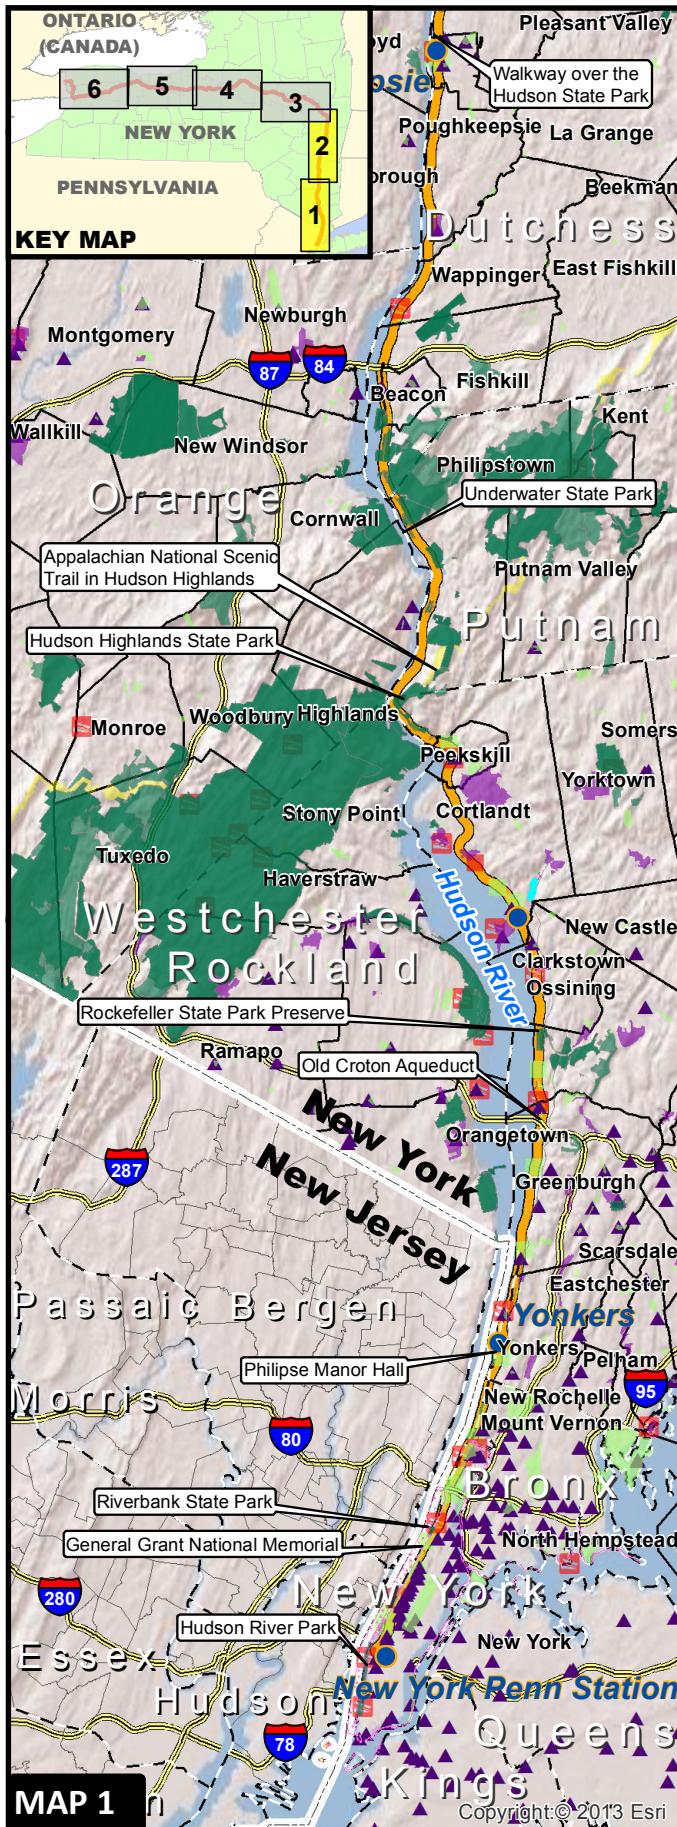 ONTARIO
(CANADA)
6
5
4
3
2
1
NEW YORK
PENNSYLVANIA
KEY MAP
Pleasant Valley
oyd
Walkway over the
Hudson State Park
psie
Poughkeepsie
La Grange
orough
Beekman
Dutchess
Wappinger
East Fishkill
Newburgh
Montgomery
87
84
Fishkill
Beacon
Kent
Wallkill
New Windsor
Philipstown
Orange
Underwater State Park
Cornwall
Appalachian National Scenic
Trail in Hudson Highlands
Putnam Valley
Putnam
Hudson Highlands State Park
Woodbury
Highlands
Monroe
Somers
Peekskill
Yorktown
Stony Point
Cortlandt
Tuxedo
Haverstraw
Hudson River
Westchester
New Castle
Rockland
Clarkstown
Ossining
Rockefeller State Park Preserve
Ramapo
Old Croton Aqueduct
New York
Orangetown
287
New Jersey
Greenburgh
Scarsdale
Eastchester
Passaic
Bergen
Yonkers
Yonkers
Philipse Manor Hall
Pelham
Morris
New Rochelle
95
Mount Vernon
80
Bronx
Riverbank State Park
General Grant National Memorial
North Hempstead
280
New York
Hudson River Park
New York
Essex
Hudson
New York Penn Station
78
Queens
Kings
MAP 1
n
Copyright:© 2013 Esri